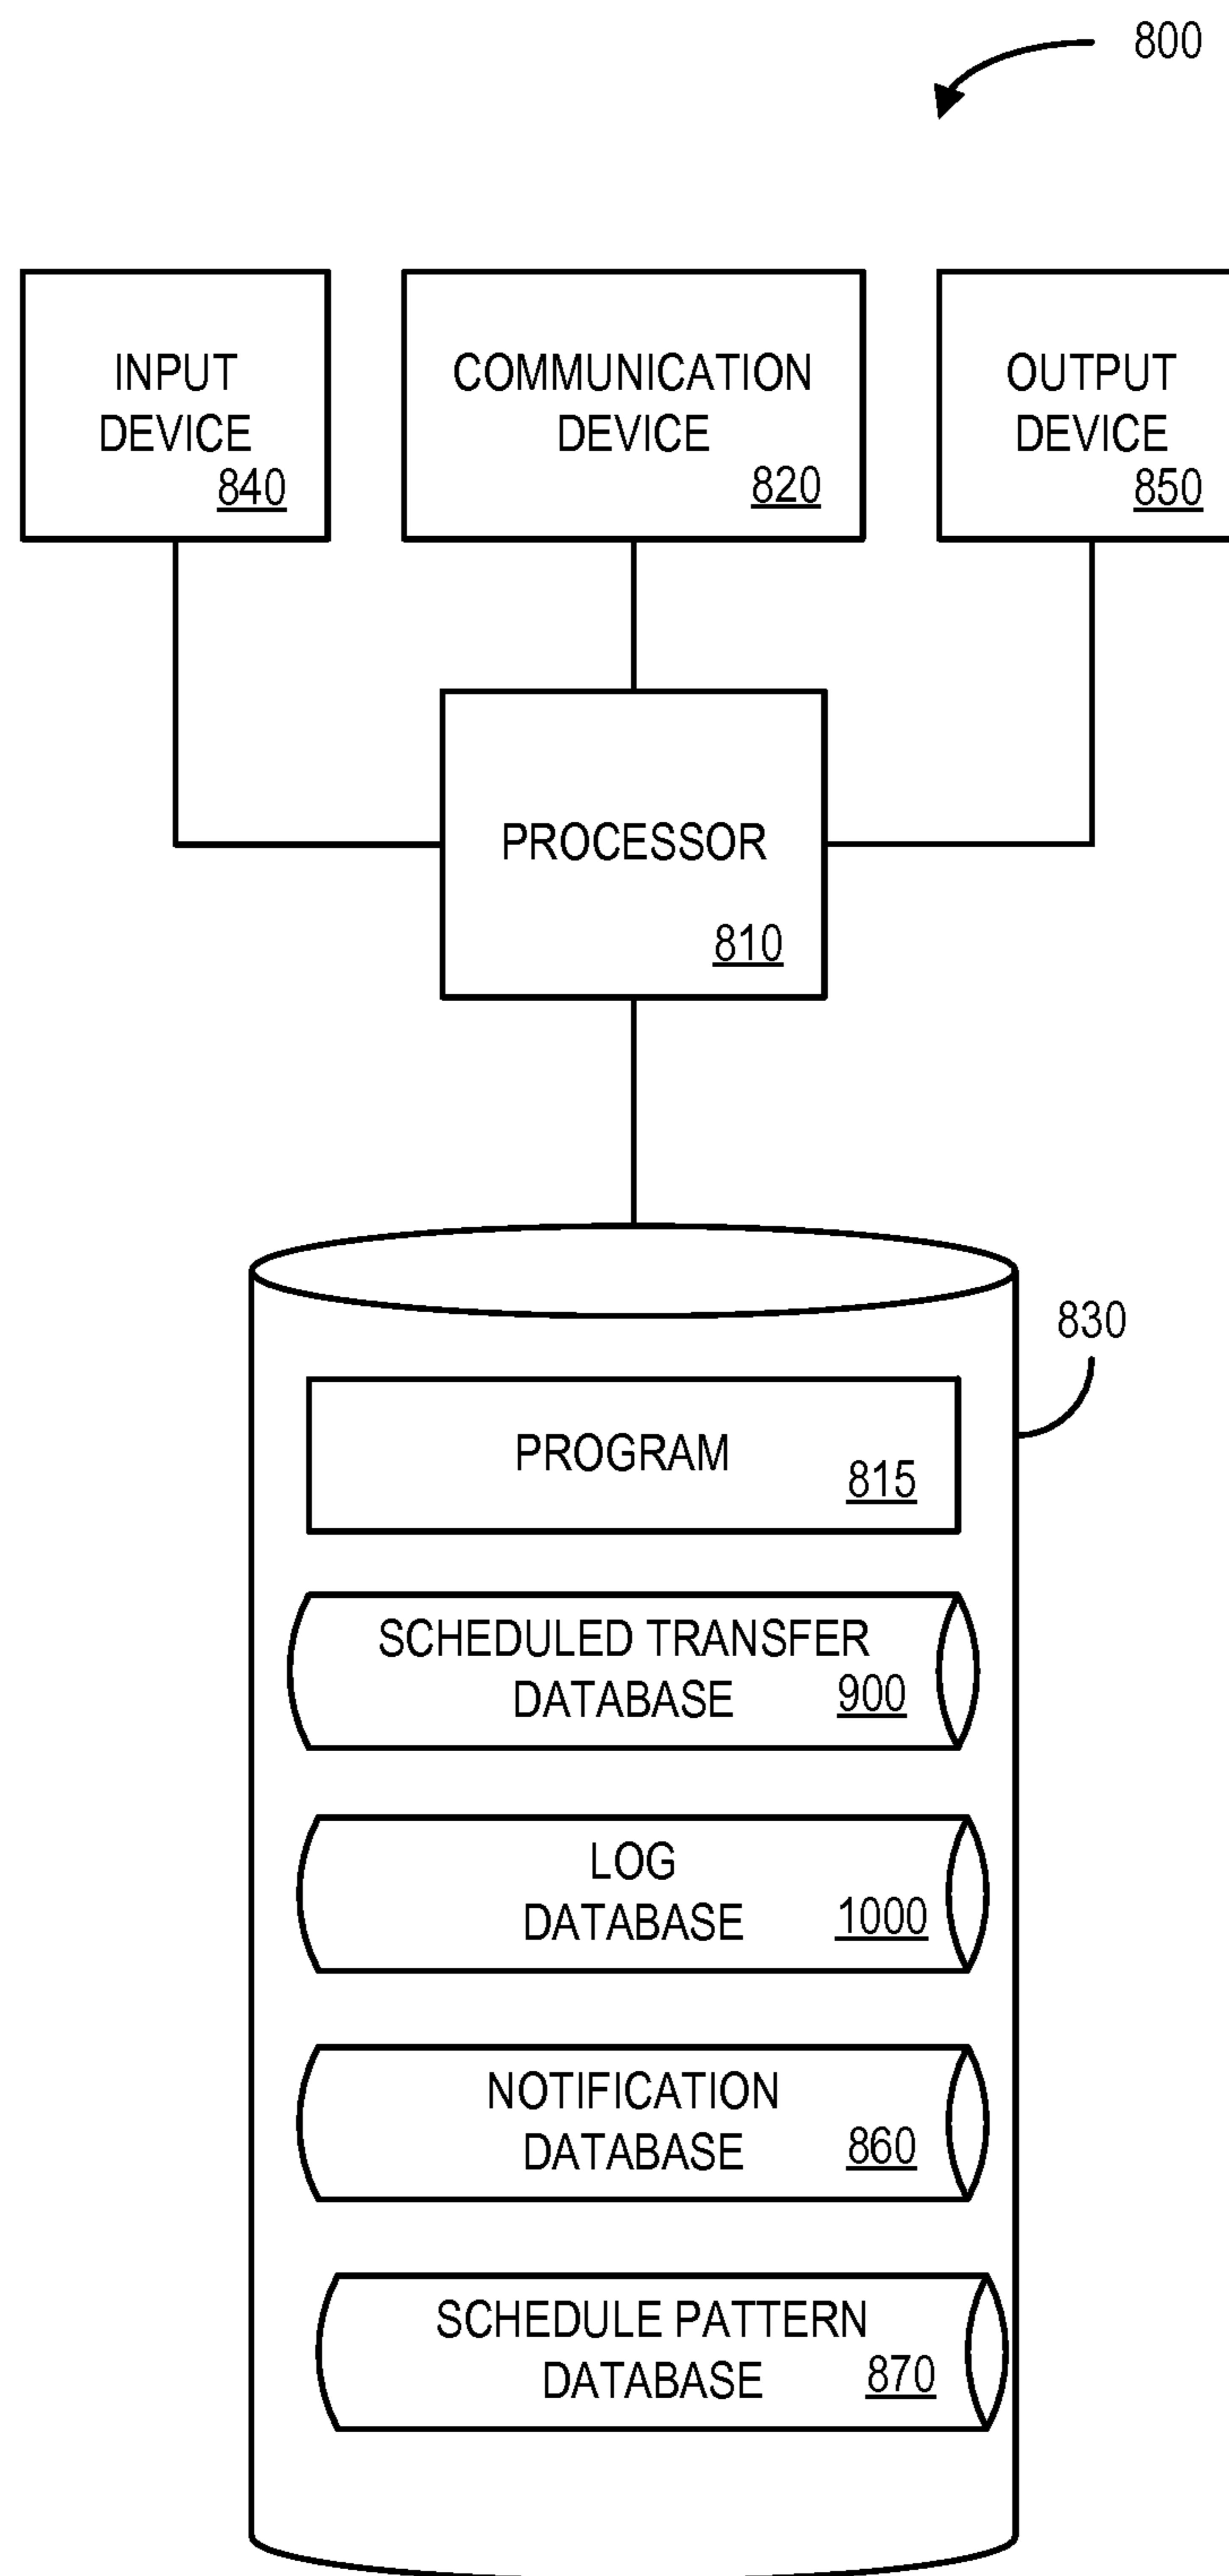 800
INPUT
DEVICE
840
COMMUNICATION
DEVICE
820
OUTPUT
DEVICE
850
PROCESSOR
810
830
PROGRAM
815
SCHEDULED TRANSFER
DATABASE
900
LOG
DATABASE
1000
NOTIFICATION
DATABASE
860
SCHEDULE PATTERN
DATABASE
870